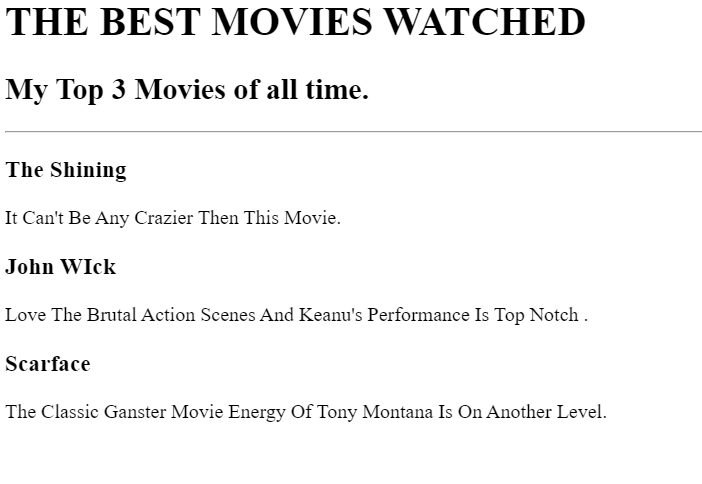 THE BEST MOVIES WATCHED
My Top 3 Movies of all time.
The Shining
It Can't Be Any Crazier Then This Movie.
John WIck
Love The Brutal Action Scenes And Keanu's Performance Is Top Notch .
Scarface
The Classic Ganster Movie Energy Of Tony Montana Is On Another Level.